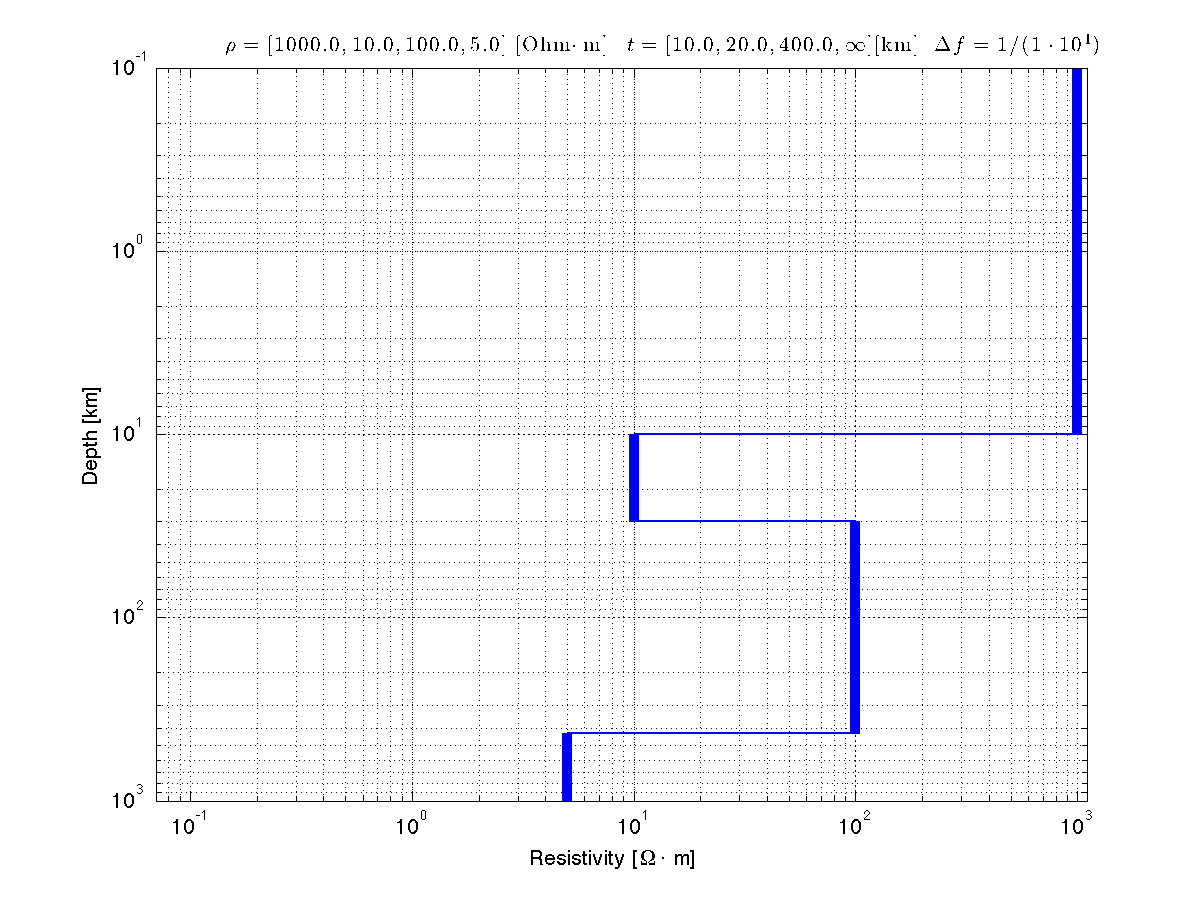 ρ = [1000.0, 10.0, 100.0, 5.0] [Ohm· m] t = [10.0, 20.0, 400.0, ∞][km] Δf = 1/(1 · 10¹)
10⁻¹
10⁰
10¹
10²
10³
Depth [km]
10⁻¹ 10⁰ 10¹ 10² 10³
Resistivity [Ω · m]